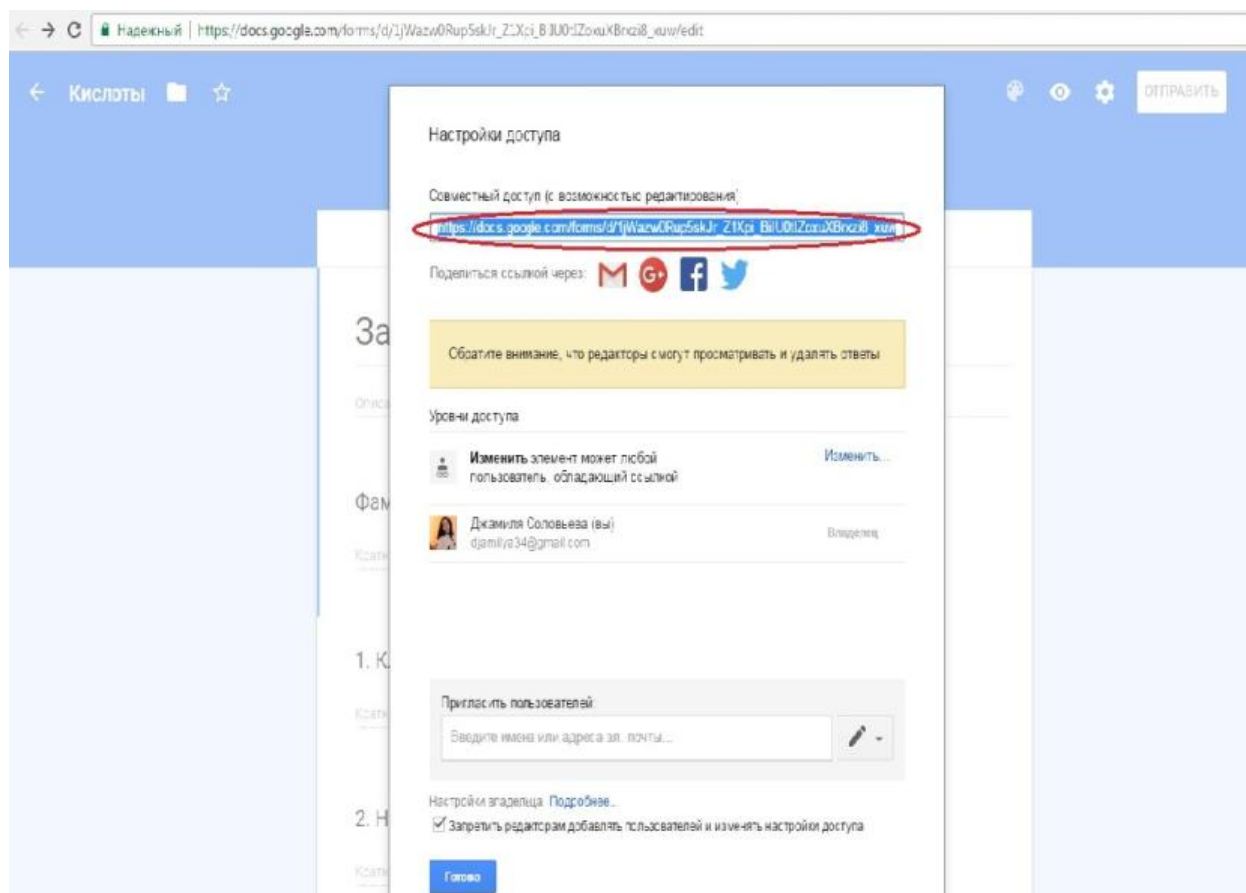 Надежный
Кислоты
ОТПРАВИТЬ
Настройки доступа
Совместный доступ (с возможностью редактирования)
Поделиться ссылкой через:
За
Обратите внимание, что редакторы смогут просматривать и удалять ответы
Уровни доступа
Изменить элемент может любой
пользователь, обладающий ссылкой
Изменить...
Фам
Джамиля Соловьева (вы)
djamilya34@gmail.com
Владелец
1. К
Пригласить пользователей:
Введите имена или адреса эл. почты...
Настройки владельца Подробнее...
2. Н
Запретить редакторам добавлять пользователей и изменять настройки доступа
Готово